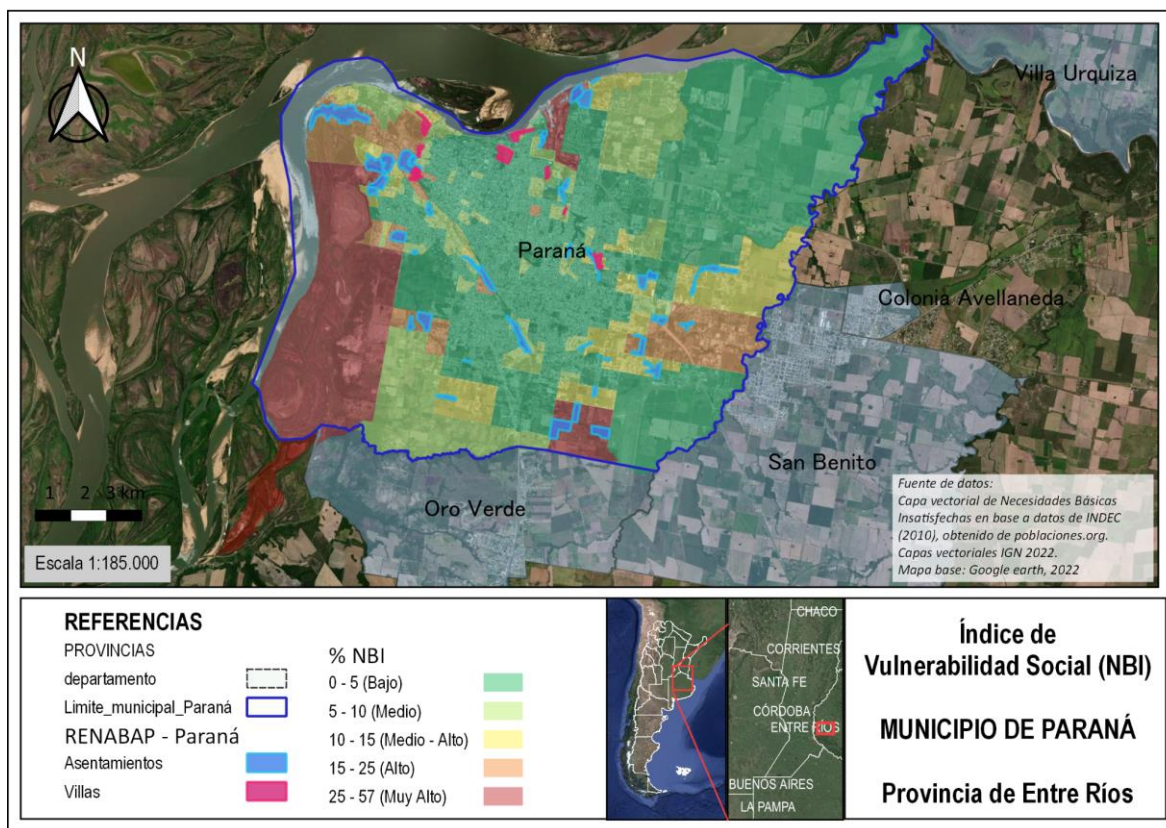 N
Villa Urquiza
Paraná
Colonia Avellaneda
San Benito
Oro Verde
1 2 3 km
Escala 1:185.000
Fuente de datos:
Capa vectorial de Necesidades Básicas
Insatisfechas en base a datos de INDEC
(2010), obtenido de poblaciones.org.
Capas vectoriales IGN 2022.
Mapa base: Google earth, 2022
REFERENCIAS
PROVINCIAS
departamento
Limite_municipal_Paraná
RENABAP - Paraná
Asentamientos
Villas
% NBI
0 - 5 (Bajo)
5 - 10 (Medio)
10 - 15 (Medio - Alto)
15 - 25 (Alto)
25 - 57 (Muy Alto)
CHACO
CORRIENTES
SANTA FE
CÓRDOBA
ENTRE RÍOS
BUENOS AIRES
LA PAMPA
Índice de
Vulnerabilidad Social (NBI)
MUNICIPIO DE PARANÁ
Provincia de Entre Ríos